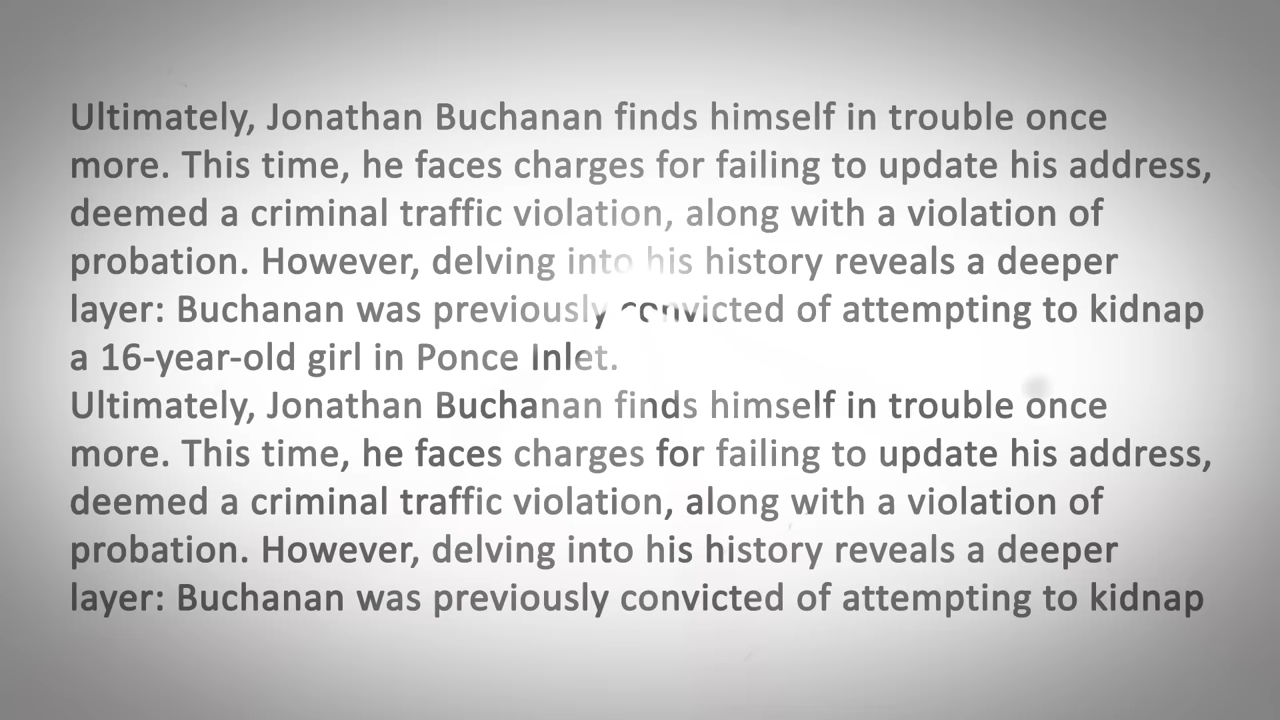 Ultimately, Jonathan Buchanan finds himself in trouble once
more. This time, he faces charges for failing to update his address,
deemed a criminal traffic violation, along with a violation of
probation. However, delving into his history reveals a deeper
layer: Buchanan was previously convicted of attempting to kidnap
a 16-year-old girl in Ponce Inlet.
Ultimately, Jonathan Buchanan finds himself in trouble once
more. This time, he faces charges for failing to update his address,
deemed a criminal traffic violation, along with a violation of
probation. However, delving into his history reveals a deeper
layer: Buchanan was previously convicted of attempting to kidnap